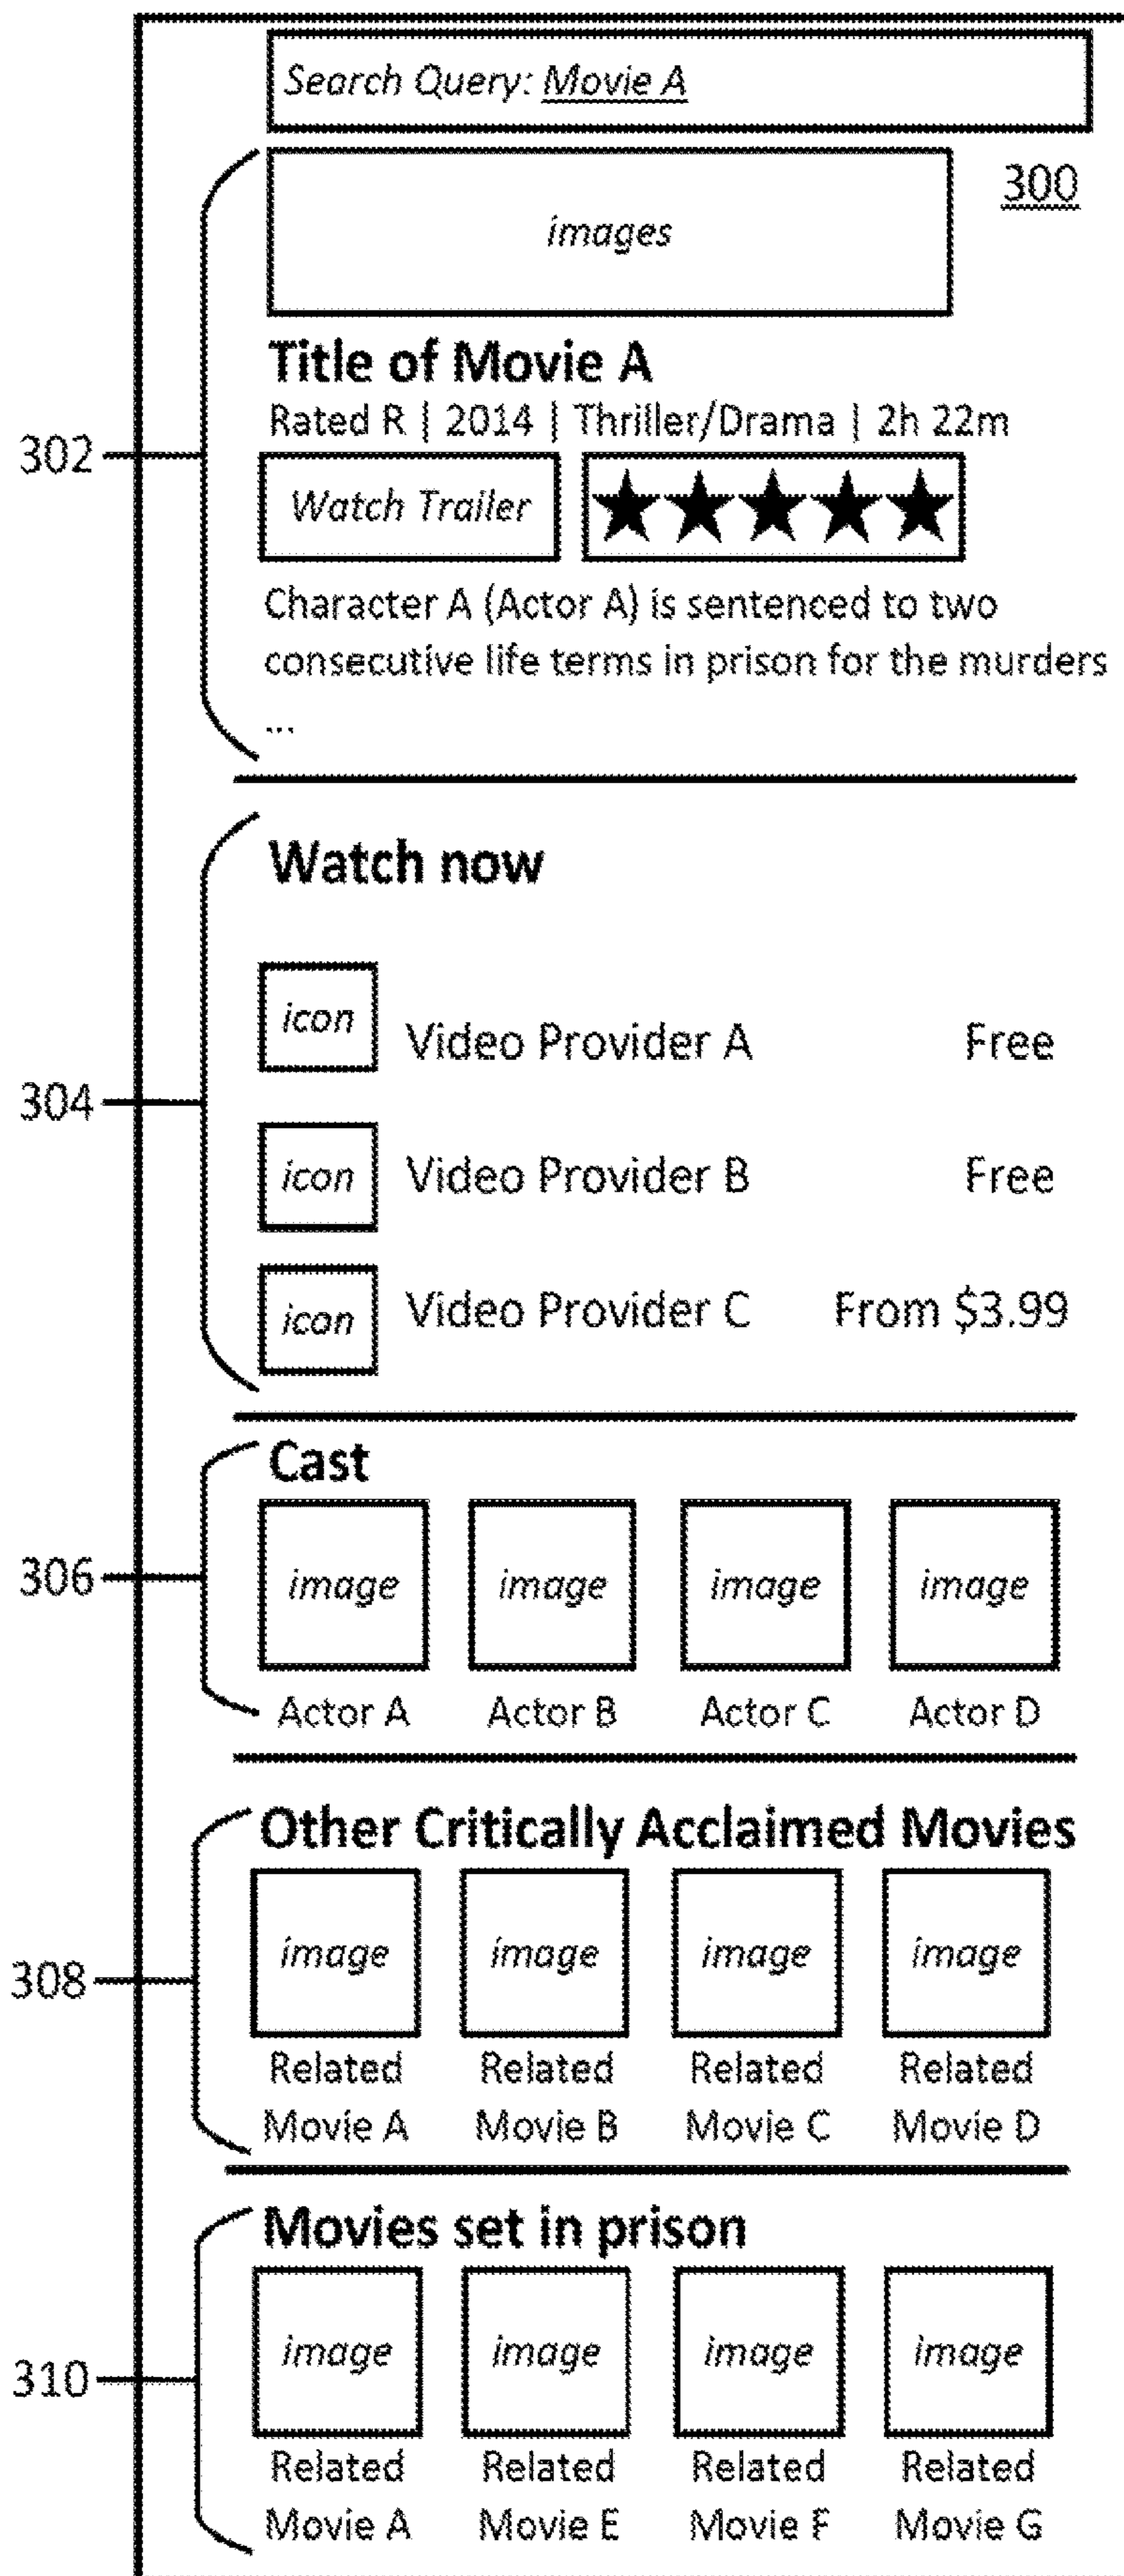 Search Query: Movie A
300
images
Title of Movie A
Rated R | 2014 | Thriller/Drama | 2h 22m
302
Watch Trailer
Character A (Actor A) is sentenced to two
consecutive life terms in prison for the murders
...
Watch now
icon Video Provider A Free
304
icon Video Provider B Free
icon Video Provider C From $3.99
Cast
306
image image image image
Actor A Actor B Actor C Actor D
Other Critically Acclaimed Movies
308
image image image image
Related Related Related Related
Movie A Movie B Movie C Movie D
Movies set in prison
310
image image image image
Related Related Related Related
Movie A Movie E Movie F Movie G